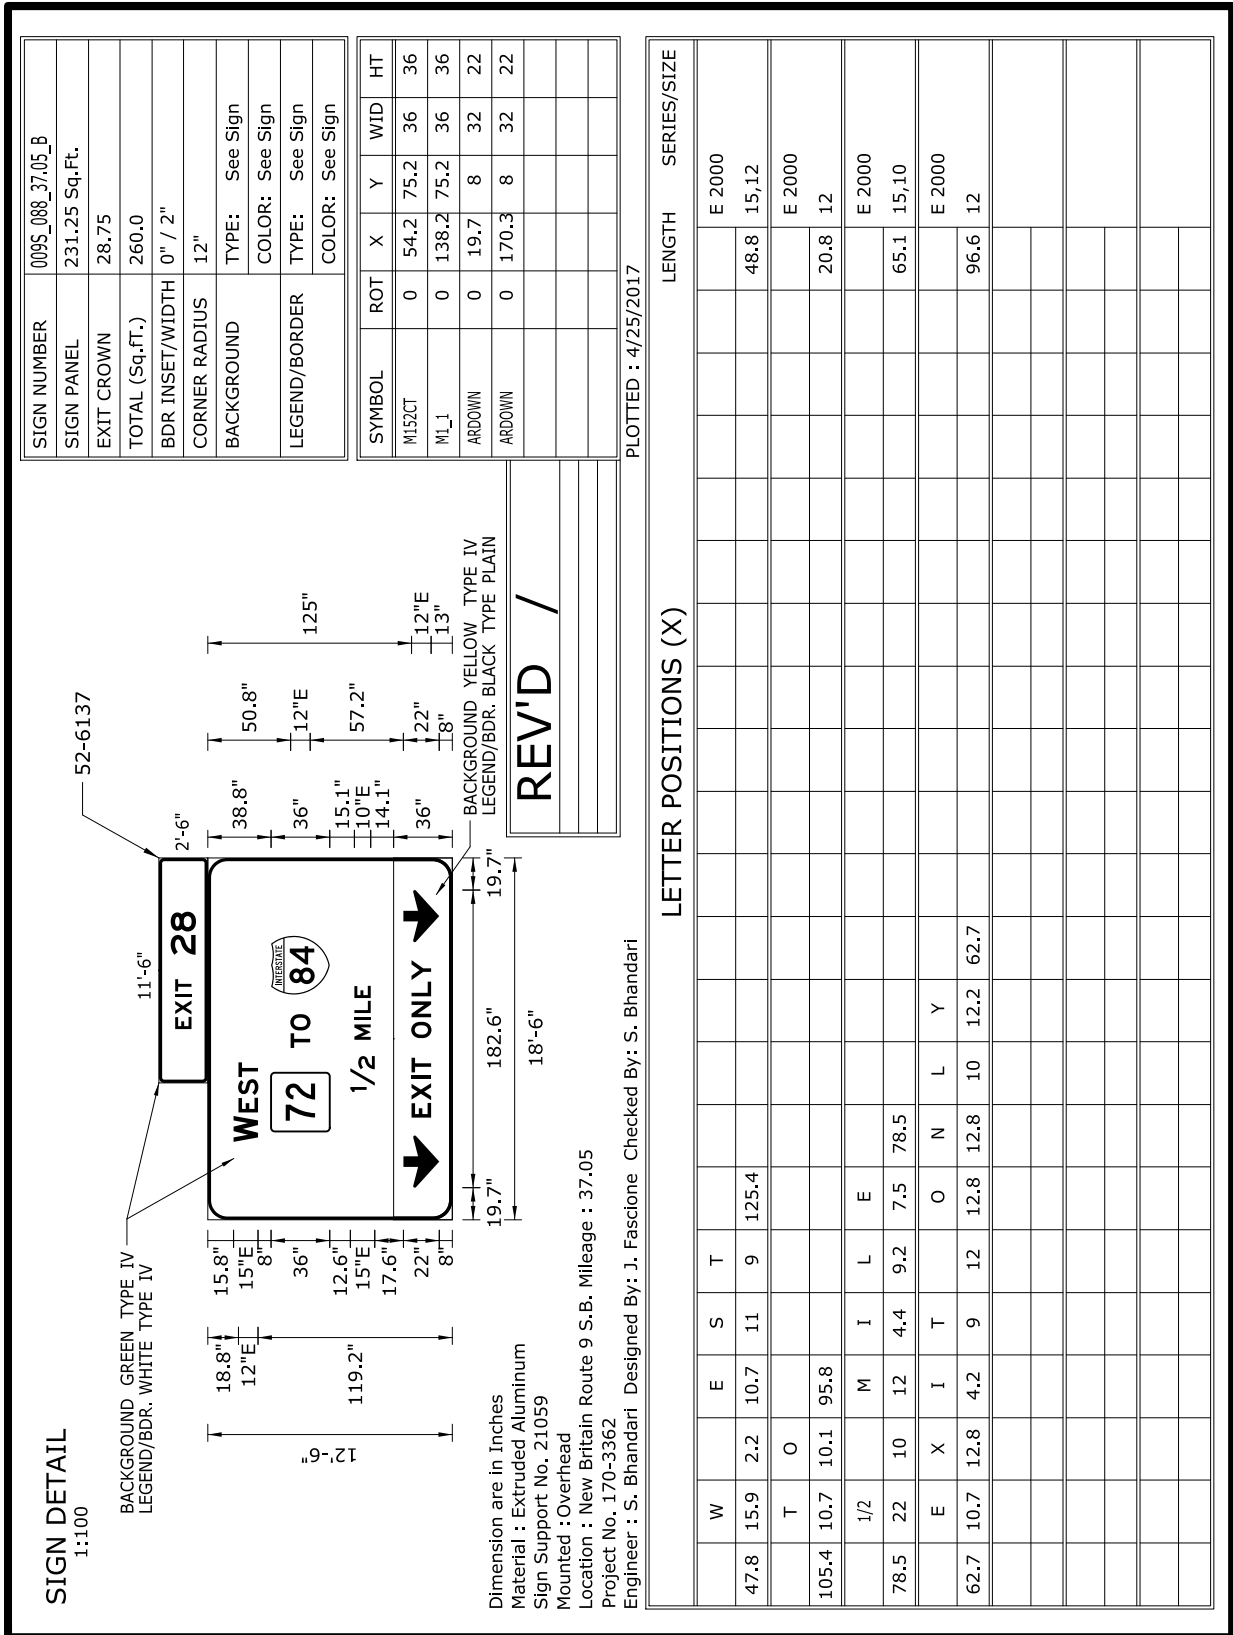 SIGN DETAIL
1:100
BACKGROUND GREEN TYPE IV
LEGEND/BDR. WHITE TYPE IV
52-6137
11'-6"
2'-6"
EXIT 28
WEST
72 TO INTERSTATE 84
1/2 MILE
EXIT ONLY
12'-6"
18.8"
12"E
119.2"
15.8"
15"E
8"
36"
12.6"
15"E
17.6"
22"
8"
38.8"
36"
15.1"
10"E
14.1"
36"
50.8"
12"E
57.2"
22"
8"
125"
12"E
13"
19.7" 182.6" 19.7"
18'-6"
BACKGROUND YELLOW TYPE IV
LEGEND/BDR. BLACK TYPE PLAIN
REV'D /
Dimension are in Inches
Material : Extruded Aluminum
Sign Support No. 21059
Mounted :Overhead
Location : New Britain Route 9 S.B. Mileage : 37.05
Project No. 170-3362
Engineer : S. Bhandari Designed By: J. Fascione Checked By: S. Bhandari
SIGN NUMBER 009S_088_37.05_B
SIGN PANEL 231.25 Sq.Ft.
EXIT CROWN 28.75
TOTAL (Sq.fT.) 260.0
BDR INSET/WIDTH 0" / 2"
CORNER RADIUS 12"
BACKGROUND TYPE: See Sign
COLOR: See Sign
LEGEND/BORDER TYPE: See Sign
COLOR: See Sign
SYMBOL ROT X Y WID HT
M152CT 0 54.2 75.2 36 36
M1_1 0 138.2 75.2 36 36
ARDOWN 0 19.7 8 32 22
ARDOWN 0 170.3 8 32 22
PLOTTED : 4/25/2017
LETTER POSITIONS (X) LENGTH SERIES/SIZE
W E S T E 2000
47.8 15.9 2.2 10.7 11 9 125.4 48.8 15,12
T O E 2000
105.4 10.7 10.1 95.8 20.8 12
1/2 M I L E E 2000
78.5 22 10 12 4.4 9.2 7.5 78.5 65.1 15,10
E X I T O N L Y E 2000
62.7 10.7 12.8 4.2 9 12 12.8 12.8 10 12.2 62.7 96.6 12